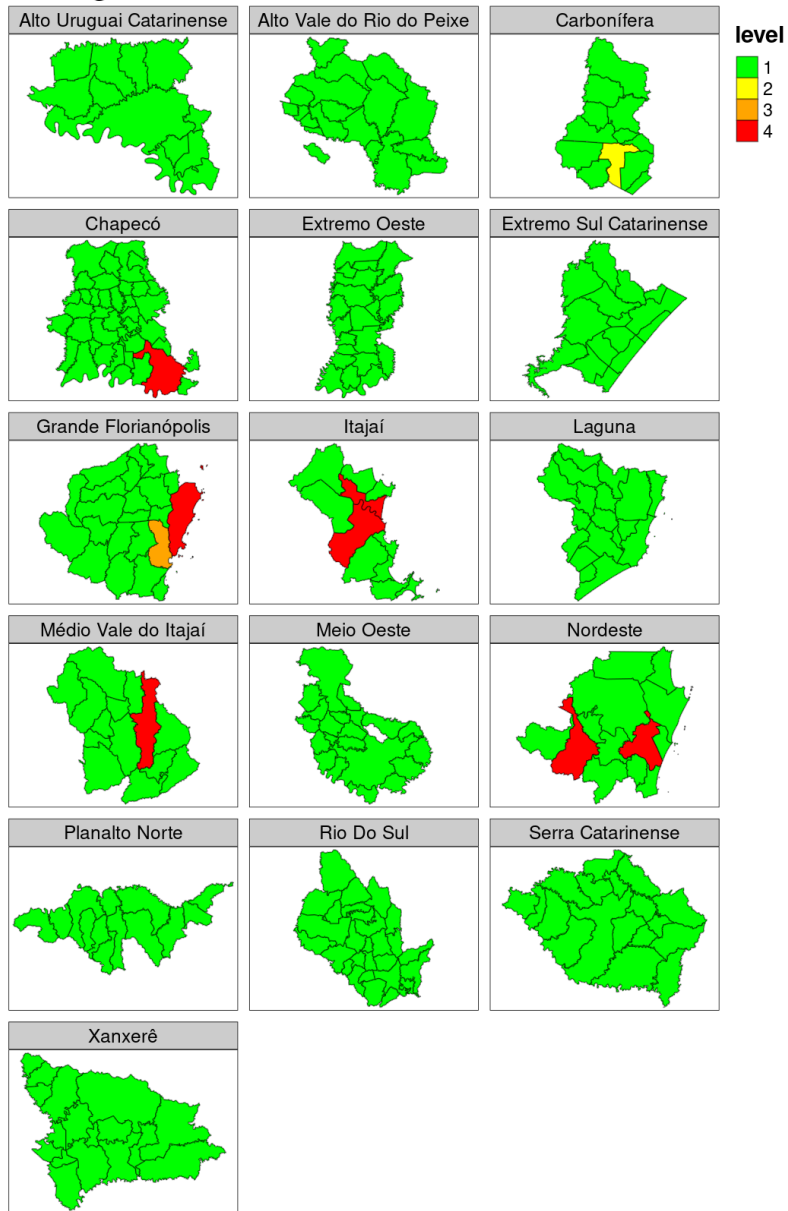 Alto Uruguai Catarinense
Alto Vale do Rio do Peixe
Carbonífera
level
1
2
3
4
Chapecó
Extremo Oeste
Extremo Sul Catarinense
Grande Florianópolis
Itajaí
Laguna
Médio Vale do Itajaí
Meio Oeste
Nordeste
Planalto Norte
Rio Do Sul
Serra Catarinense
Xanxerê